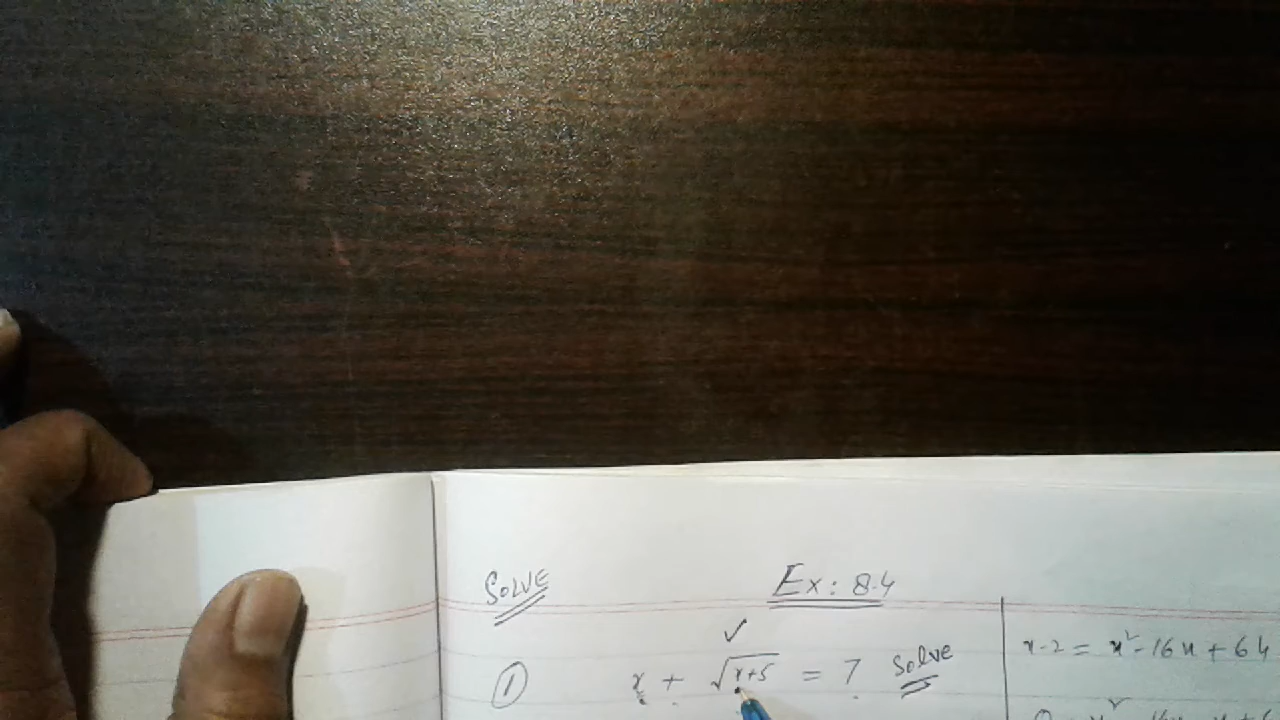 SOLVE
Ex: 8.4
① x + √x+5 = 7 Solve
x-2 = x² - 16x + 64